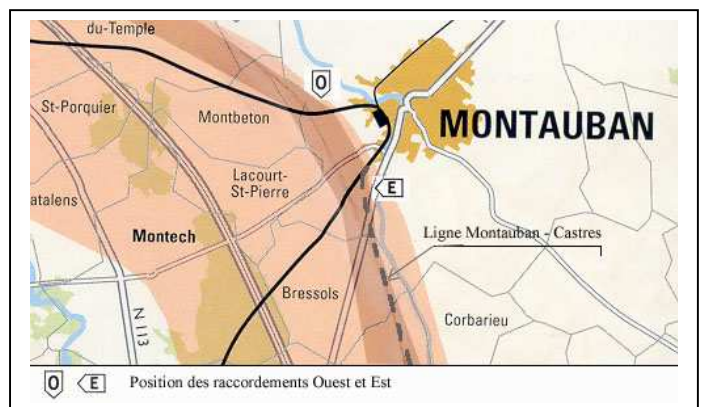 du-Temple
O
St-Porquier
Montbeton
MONTAUBAN
Lacourt-
St-Pierre
E
atalens
Montech
Ligne Montauban - Castres
Bressols
N 113
Corbarieu
O E Position des raccordements Ouest et Est